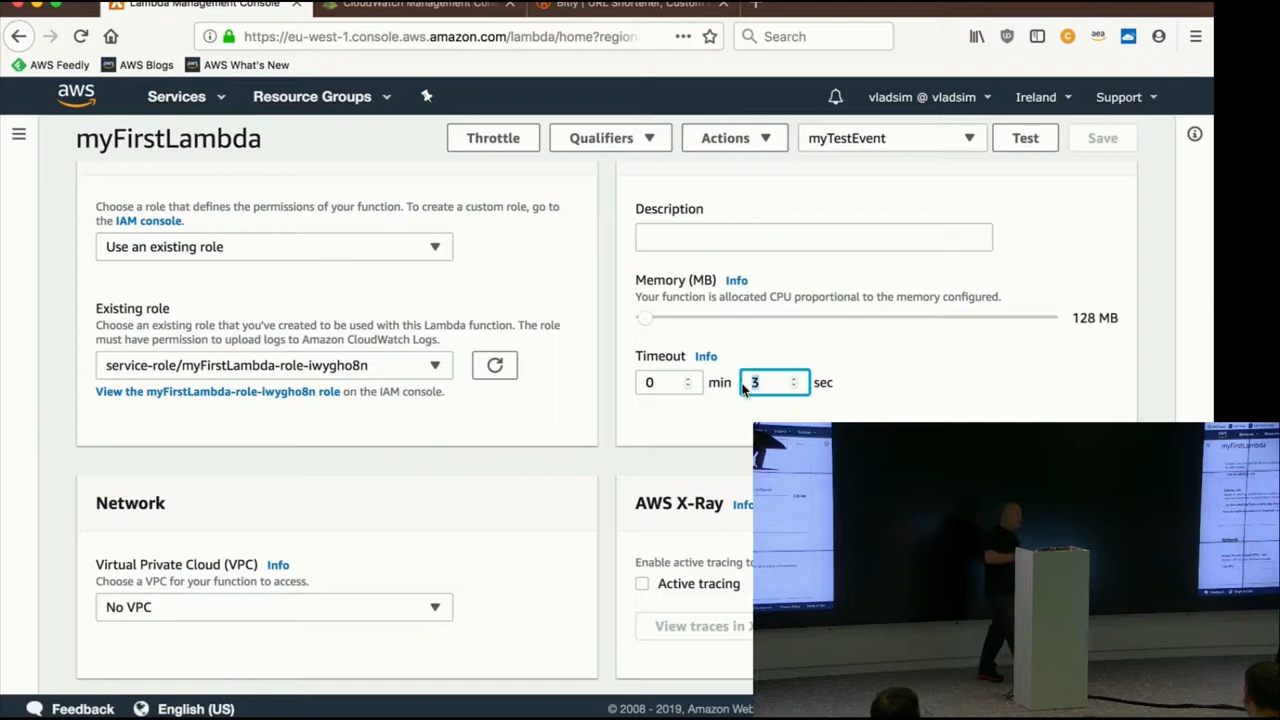 Lambda Management Console
CloudWatch Management Con
Bitly | URL Shortener, Custom
https://eu-west-1.console.aws.amazon.com/lambda/home?region
Search
aea
AWS Feedly
AWS Blogs
AWS What's New
aws
Services
Resource Groups
vladsim @ vladsim
Ireland
Support
myFirstLambda
Throttle
Qualifiers
Actions
myTestEvent
Test
Save
Choose a role that defines the permissions of your function. To create a custom role, go to
the IAM console.
Use an existing role
Existing role
Choose an existing role that you've created to be used with this Lambda function. The role
must have permission to upload logs to Amazon CloudWatch Logs.
service-role/myFirstLambda-role-iwygho8n
View the myFirstLambda-role-iwygho8n role on the IAM console.
Description
Memory (MB) Info
Your function is allocated CPU proportional to the memory configured.
128 MB
Timeout Info
0 min 3 sec
Network
Virtual Private Cloud (VPC) Info
Choose a VPC for your function to access.
No VPC
AWS X-Ray Info
Enable active tracing to
Active tracing
View traces in X
myFirstLambda
Feedback
English (US)
© 2008 - 2019, Amazon Web